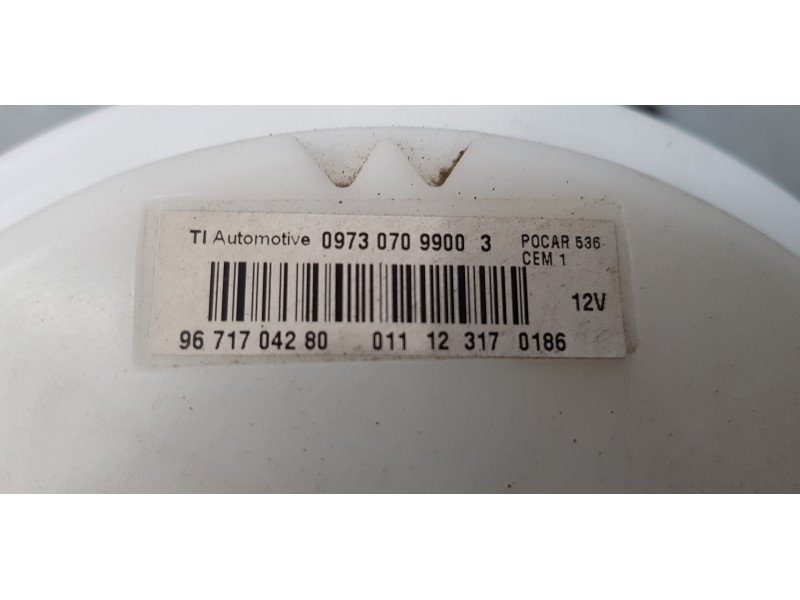 TI Automotive 0973 070 9900 3 POCAR 536
CEM 1
12V
96 717 042 80 011 12 317 0186